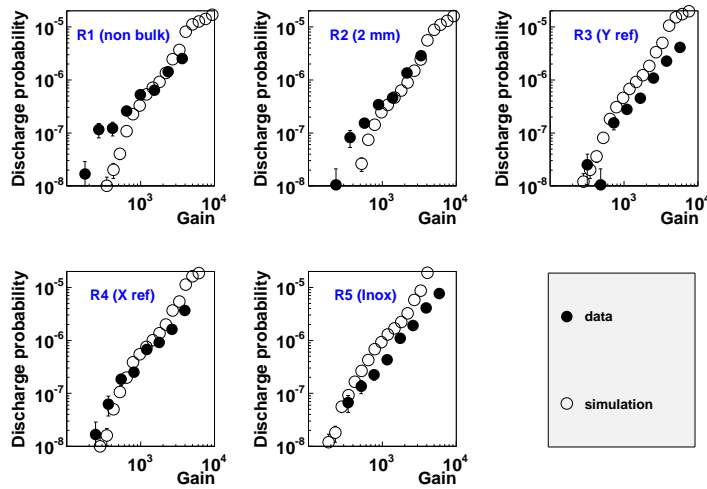 Discharge probability
10^-5
10^-6
10^-7
10^-8
R1 (non bulk)
10^3
10^4
Gain
Discharge probability
10^-5
10^-6
10^-7
10^-8
R2 (2 mm)
10^3
10^4
Gain
Discharge probability
10^-5
10^-6
10^-7
10^-8
R3 (Y ref)
10^3
10^4
Gain
Discharge probability
10^-5
10^-6
10^-7
10^-8
R4 (X ref)
10^3
10^4
Gain
Discharge probability
10^-5
10^-6
10^-7
10^-8
R5 (Inox)
10^3
10^4
Gain
data
simulation